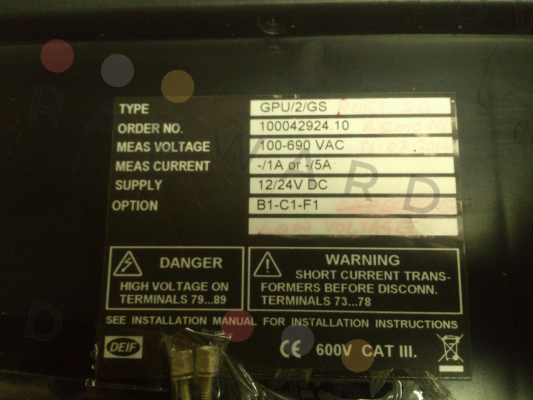 TYPE GPU/2/GS
ORDER NO. 100042924.10
MEAS VOLTAGE 100-690 VAC
MEAS CURRENT -/1A or -/5A
SUPPLY 12/24V DC
OPTION B1-C1-F1
LOW VOLTAGE
DANGER
HIGH VOLTAGE ON
TERMINALS 79...89
WARNING
SHORT CURRENT TRANS-
FORMERS BEFORE DISCONN.
TERMINALS 73...78
SEE INSTALLATION MANUAL FOR INSTALLATION INSTRUCTIONS
DEIF
CE 600V CAT III.